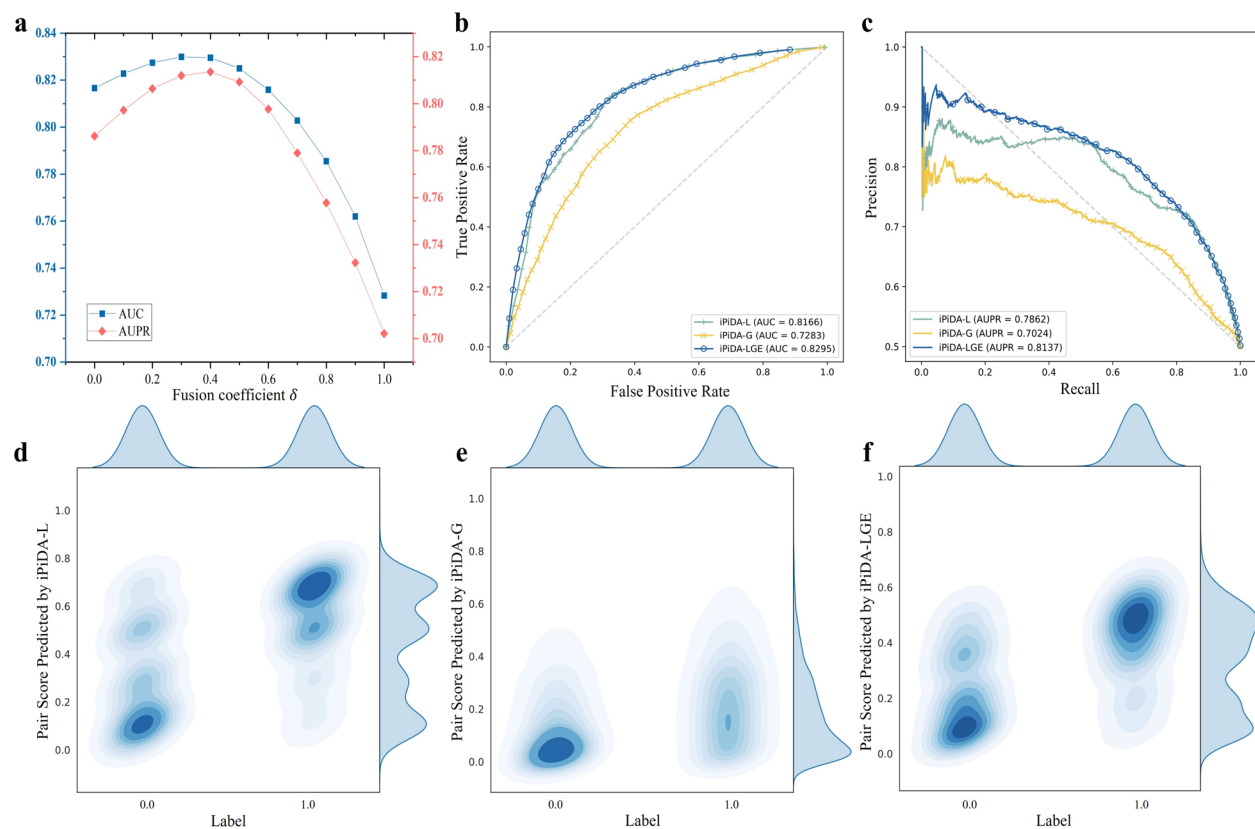 a
0.84
0.82
0.80
0.78
0.76
0.74
0.72
0.70
0.82
0.80
0.78
0.76
0.74
0.72
0.70
AUC
AUPR
0.0 0.2 0.4 0.6 0.8 1.0
Fusion coefficient δ
b
True Positive Rate
1.0
0.8
0.6
0.4
0.2
0.0
iPiDA-L (AUC = 0.8166)
iPiDA-G (AUC = 0.7283)
iPiDA-LGE (AUC = 0.8295)
0.0 0.2 0.4 0.6 0.8 1.0
False Positive Rate
c
Precision
1.0
0.9
0.8
0.7
0.6
0.5
iPiDA-L (AUPR = 0.7862)
iPiDA-G (AUPR = 0.7024)
iPiDA-LGE (AUPR = 0.8137)
0.0 0.2 0.4 0.6 0.8 1.0
Recall
d
Pair Score Predicted by iPiDA-L
1.0
0.8
0.6
0.4
0.2
0.0
0.0 1.0
Label
e
Pair Score Predicted by iPiDA-G
1.0
0.8
0.6
0.4
0.2
0.0
0.0 1.0
Label
f
Pair Score Predicted by iPiDA-LGE
1.0
0.8
0.6
0.4
0.2
0.0
0.0 1.0
Label